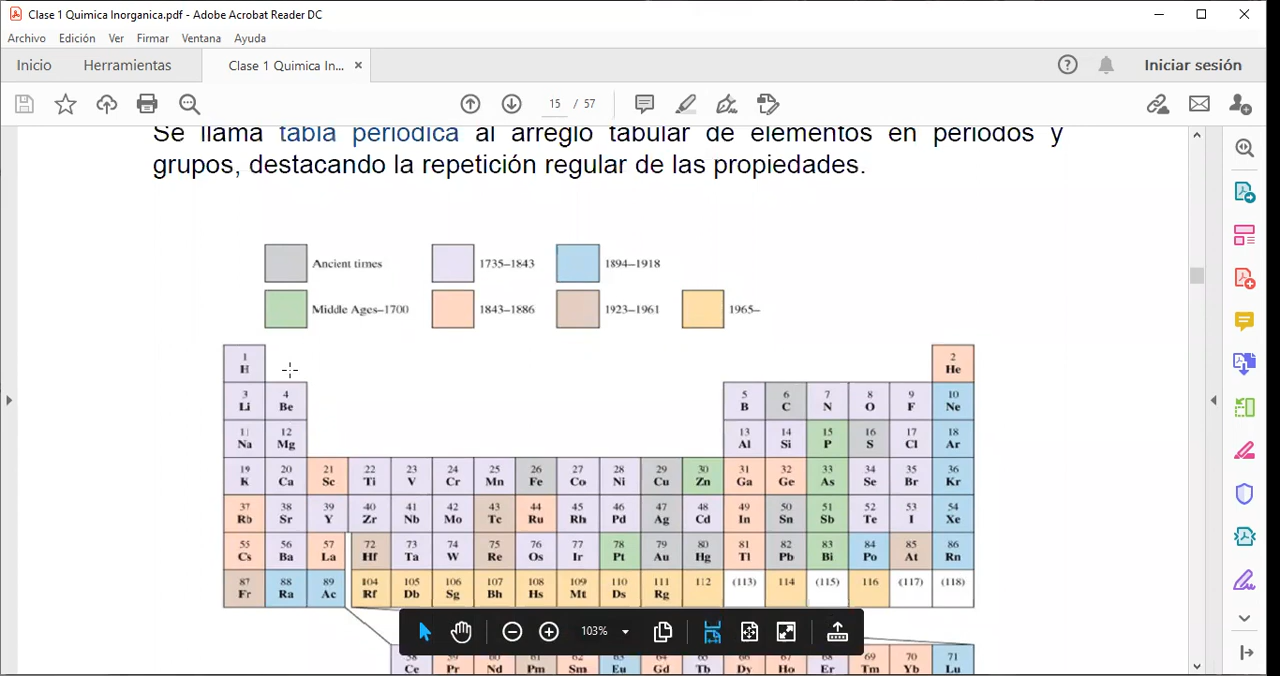 Clase 1 Quimica Inorganica.pdf - Adobe Acrobat Reader DC
Archivo Edición Ver Firmar Ventana Ayuda
Inicio Herramientas Clase 1 Quimica In... × Iniciar sesión
15 / 57
Se llama tabla periódica al arreglo tabular de elementos en periodos y
grupos, destacando la repetición regular de las propiedades.
Ancient times 1735–1843 1894–1918
Middle Ages–1700 1843–1886 1923–1961 1965–
1 2
H He
3 4 5 6 7 8 9 10
Li Be B C N O F Ne
11 12 13 14 15 16 17 18
Na Mg Al Si P S Cl Ar
19 20 21 22 23 24 25 26 27 28 29 30 31 32 33 34 35 36
K Ca Sc Ti V Cr Mn Fe Co Ni Cu Zn Ga Ge As Se Br Kr
37 38 39 40 41 42 43 44 45 46 47 48 49 50 51 52 53 54
Rb Sr Y Zr Nb Mo Tc Ru Rh Pd Ag Cd In Sn Sb Te I Xe
55 56 57 72 73 74 75 76 77 78 79 80 81 82 83 84 85 86
Cs Ba La Hf Ta W Re Os Ir Pt Au Hg Tl Pb Bi Po At Rn
87 88 89 104 105 106 107 108 109 110 111 112 (113) 114 (115) 116 (117) (118)
Fr Ra Ac Rf Db Sg Bh Hs Mt Ds Rg
103%
69 70 71
Ce Pr Nd Pm Sm Eu Gd Tb Dy Ho Er Tm Yb Lu